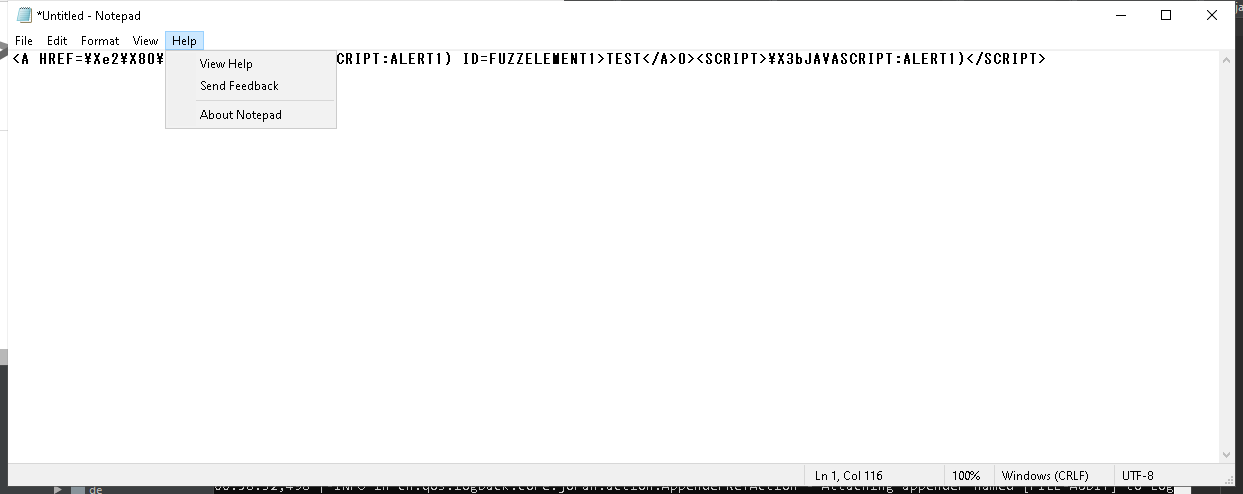 *Untitled - Notepad
File Edit Format View Help
<A HREF=¥Xe2¥X80¥
CRIPT:ALERT1) ID=FUZZELEMENT1>TEST</A>0><SCRIPT>¥X3bJAVASCRIPT:ALERT1)</SCRIPT>
View Help
Send Feedback
About Notepad
Ln 1, Col 116 100% Windows (CRLF) UTF-8
de